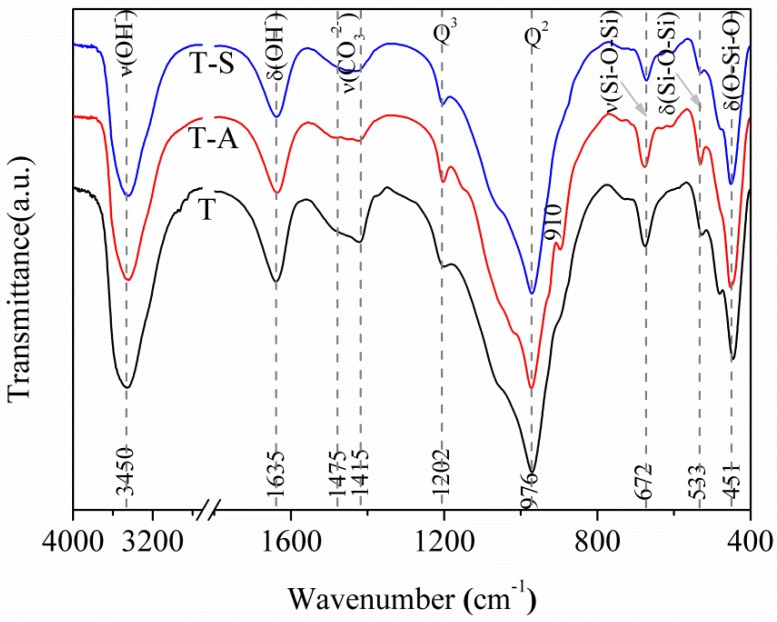 ν(OH⁻)
δ(OH⁻)
ν(CO₃²⁻)
Q³
Q²
ν(Si-O-Si)
δ(Si-O-Si)
δ(O-Si-O)
T-S
T-A
T
910
3450
1635
1475
1415
1202
976
672
533
451
4000 3200 1600 1200 800 400
Wavenumber (cm⁻¹)
Transmittance(a.u.)